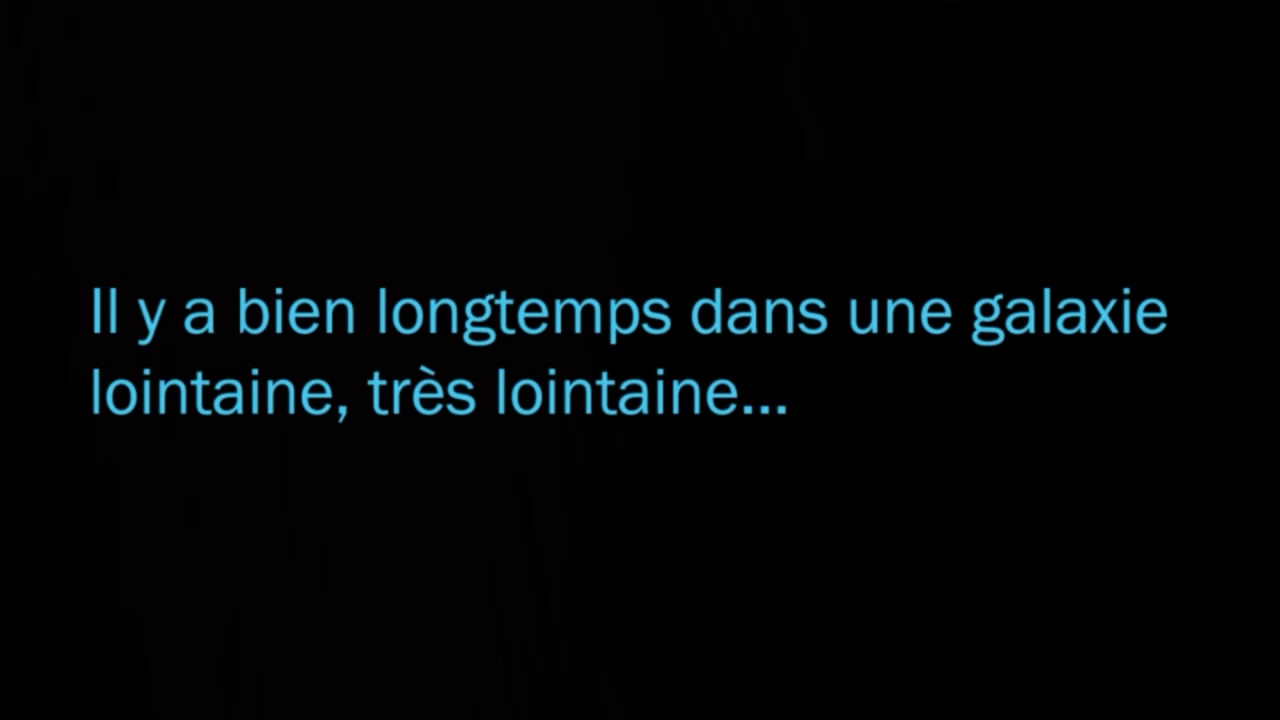 Il y a bien longtemps dans une galaxie
lointaine, très lointaine...